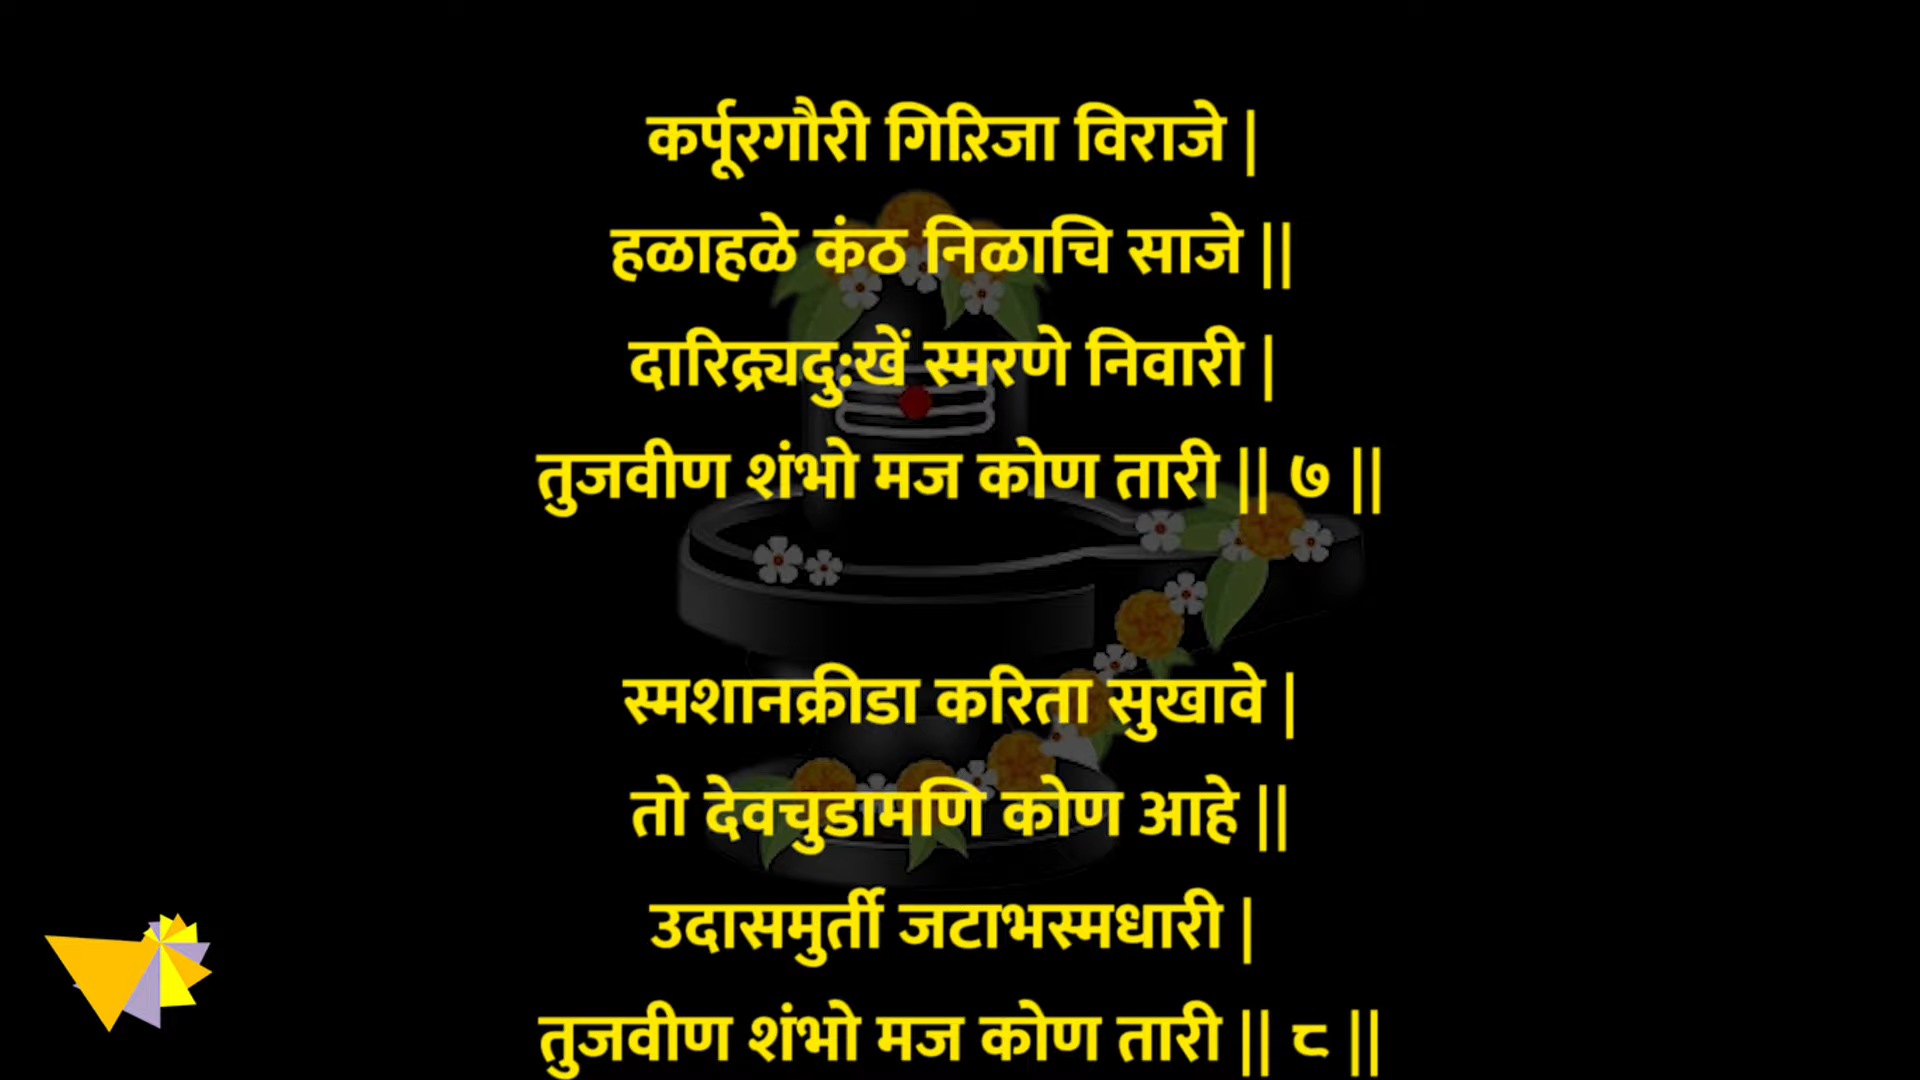 कर्पूरगौरी गिऱिजा विराजे |
हळाहळे कंठ निळाचि साजे ||
दारिद्र्यदुःखें स्मरणे निवारी |
तुजवीण शंभो मज कोण तारी || ७ ||
स्मशानक्रीडा करिता सुखावे |
तो देवचुडामणि कोण आहे ||
उदासमुर्ती जटाभस्मधारी |
तुजवीण शंभो मज कोण तारी || ८ ||